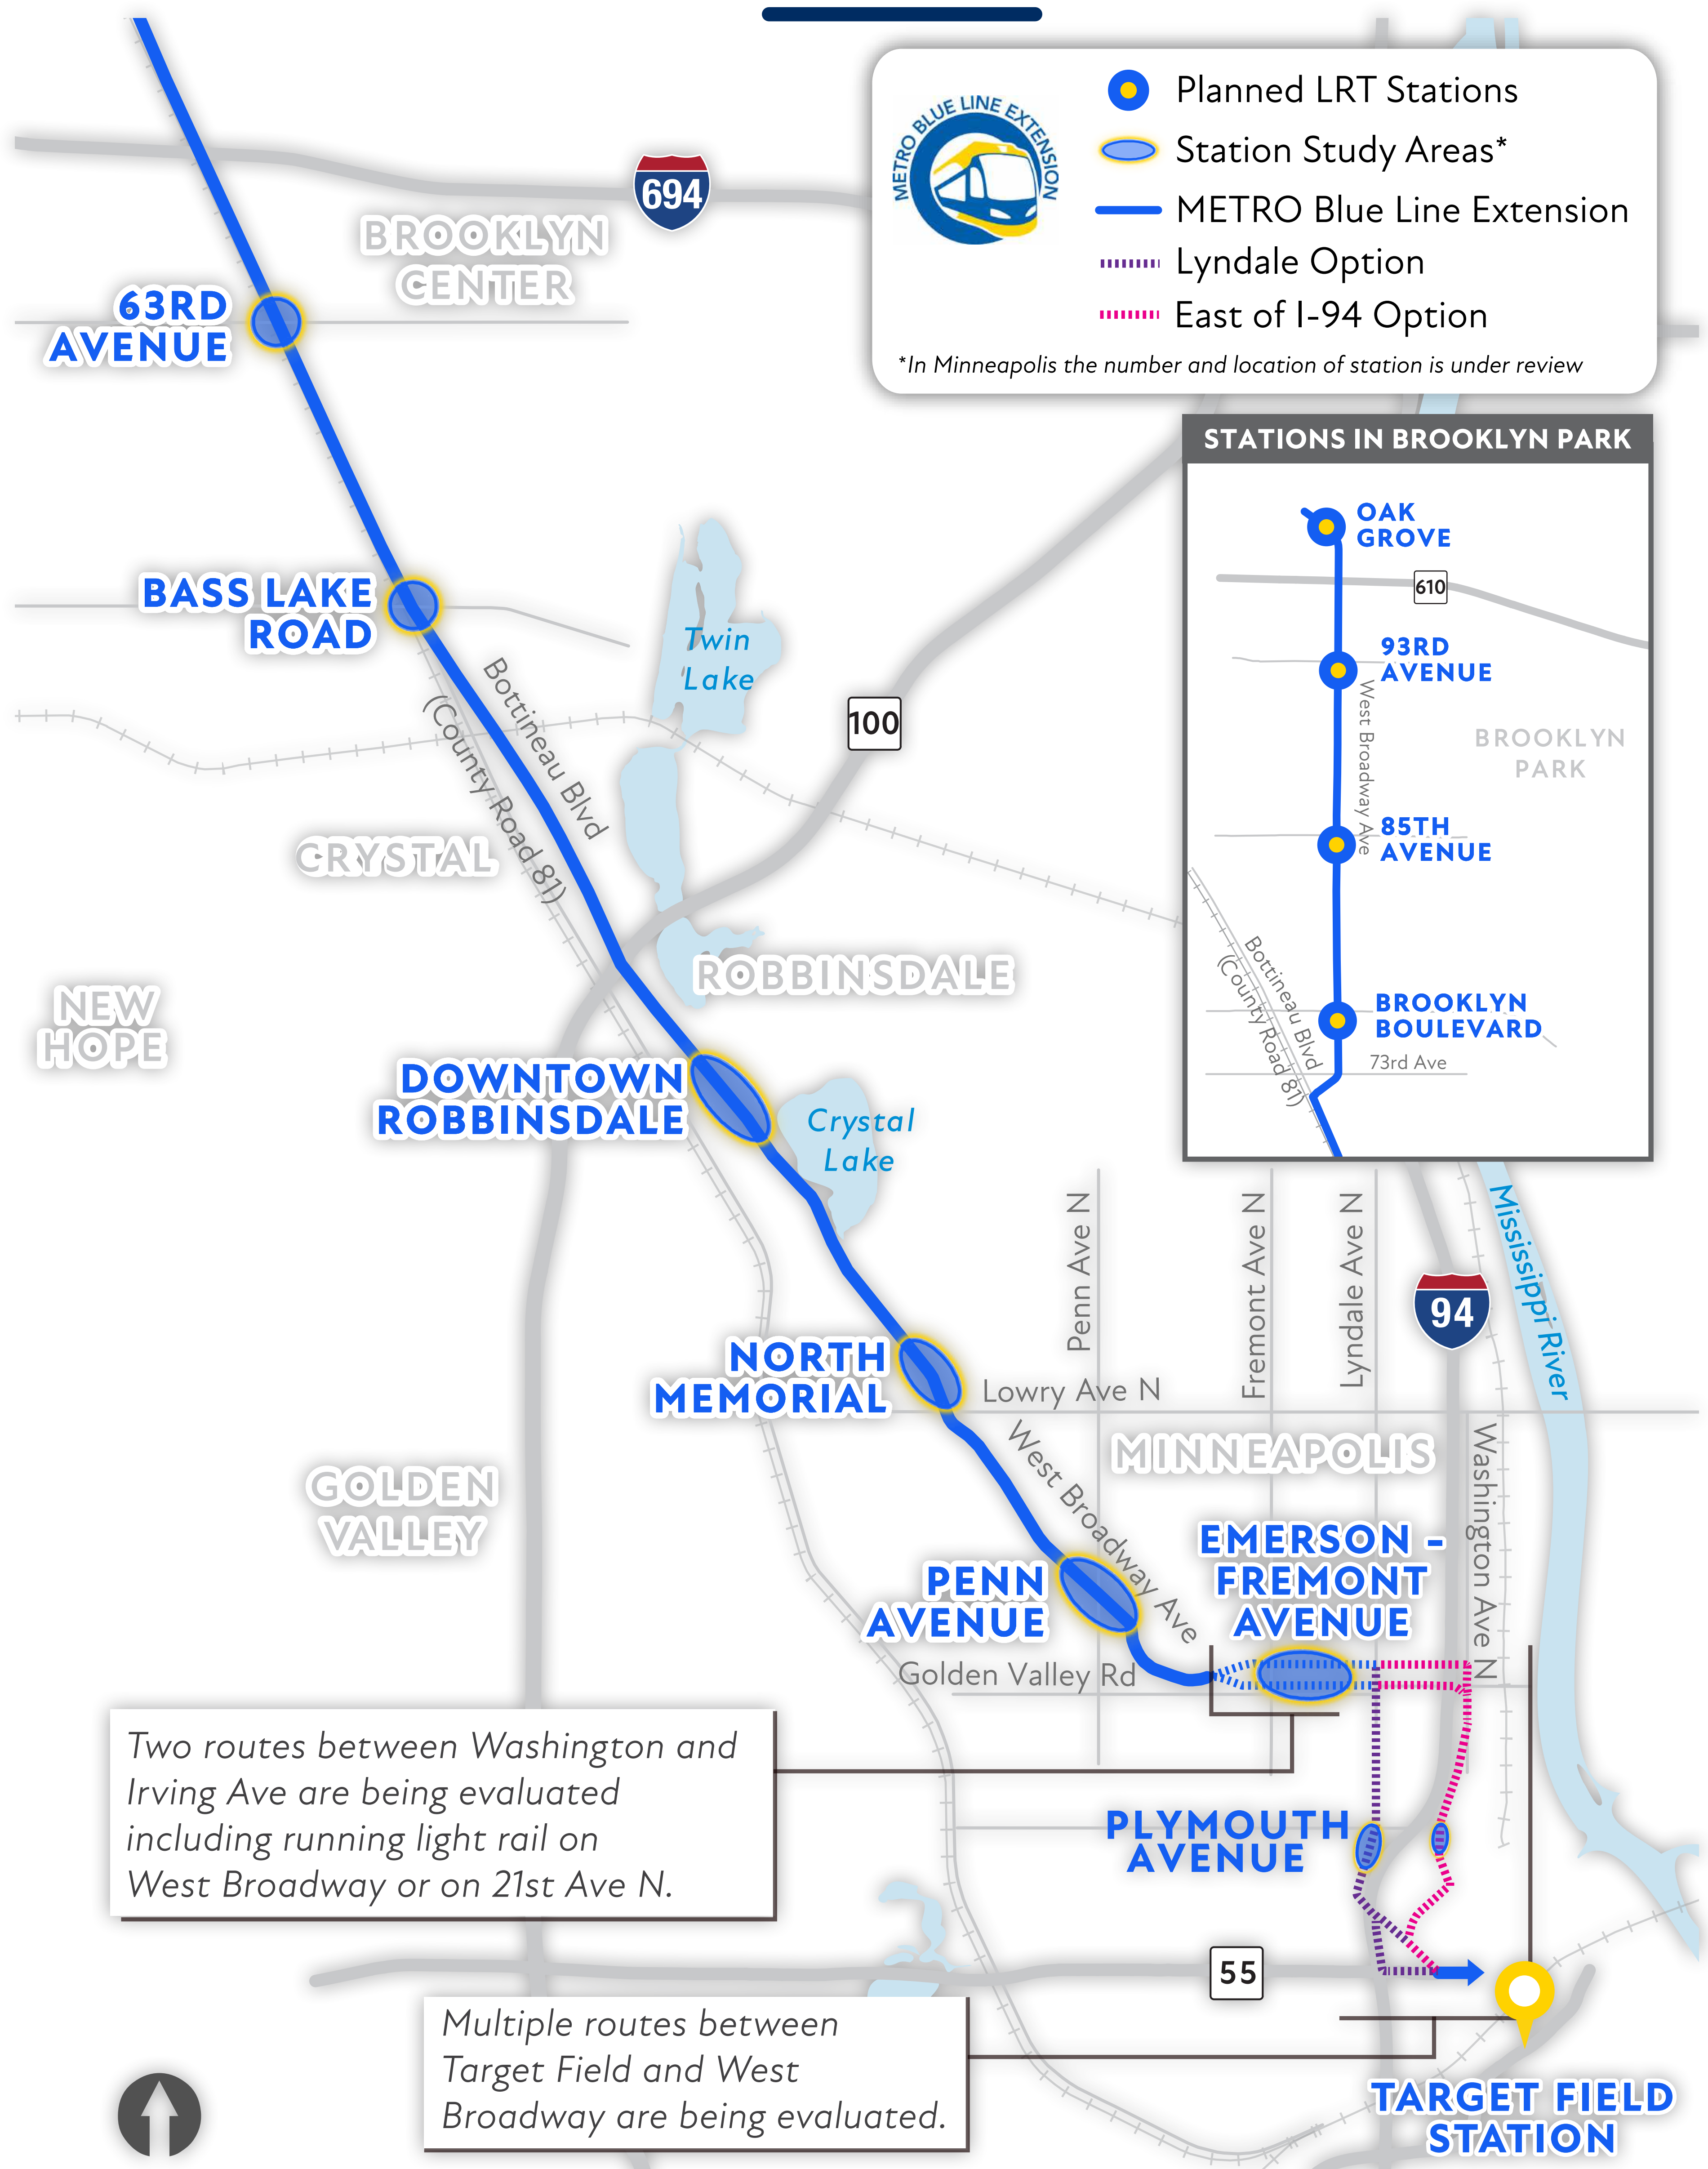 METRO BLUE LINE EXTENSION
Planned LRT Stations
Station Study Areas*
METRO Blue Line Extension
Lyndale Option
East of I-94 Option
*In Minneapolis the number and location of station is under review
694
BROOKLYN
CENTER
63RD
AVENUE
STATIONS IN BROOKLYN PARK
OAK
GROVE
610
93RD
AVENUE
West Broadway Ave
BROOKLYN
PARK
85TH
AVENUE
BROOKLYN
BOULEVARD
73rd Ave
Bottineau Blvd
(County Road 81)
BASS LAKE
ROAD
Twin
Lake
Bottineau Blvd
(County Road 81)
100
CRYSTAL
ROBBINSDALE
NEW
HOPE
DOWNTOWN
ROBBINSDALE
Crystal
Lake
Penn Ave N
Fremont Ave N
Lyndale Ave N
94
Mississippi River
NORTH
MEMORIAL
Lowry Ave N
West Broadway Ave
MINNEAPOLIS
Washington Ave N
GOLDEN
VALLEY
EMERSON -
FREMONT
AVENUE
PENN
AVENUE
Golden Valley Rd
Two routes between Washington and
Irving Ave are being evaluated
including running light rail on
West Broadway or on 21st Ave N.
PLYMOUTH
AVENUE
55
Multiple routes between
Target Field and West
Broadway are being evaluated.
TARGET FIELD
STATION